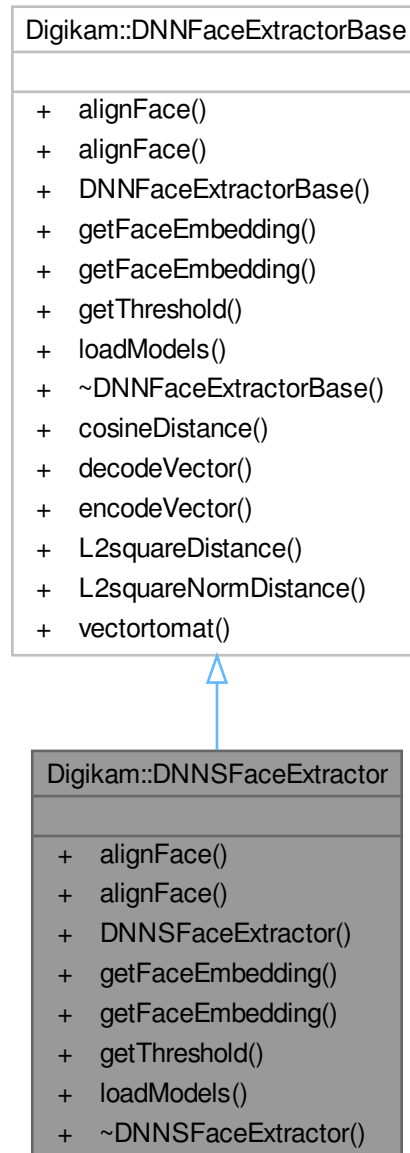 Digikam::DNNFaceExtractorBase
+ alignFace()
+ alignFace()
+ DNNFaceExtractorBase()
+ getFaceEmbedding()
+ getFaceEmbedding()
+ getThreshold()
+ loadModels()
+ ~DNNFaceExtractorBase()
+ cosineDistance()
+ decodeVector()
+ encodeVector()
+ L2squareDistance()
+ L2squareNormDistance()
+ vectortomat()
Digikam::DNNSFaceExtractor
+ alignFace()
+ alignFace()
+ DNNSFaceExtractor()
+ getFaceEmbedding()
+ getFaceEmbedding()
+ getThreshold()
+ loadModels()
+ ~DNNSFaceExtractor()